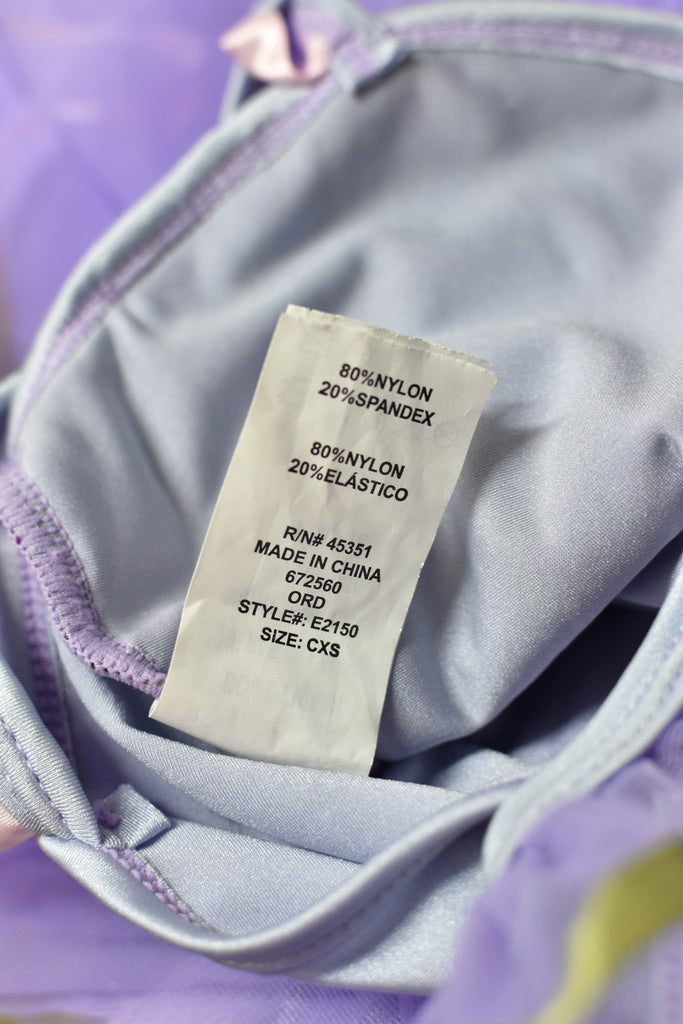 80%NYLON
20%SPANDEX
80%NYLON
20%ELÁSTICO
R/N# 45351
MADE IN CHINA
672560
ORD
STYLE#: E2150
SIZE: CXS